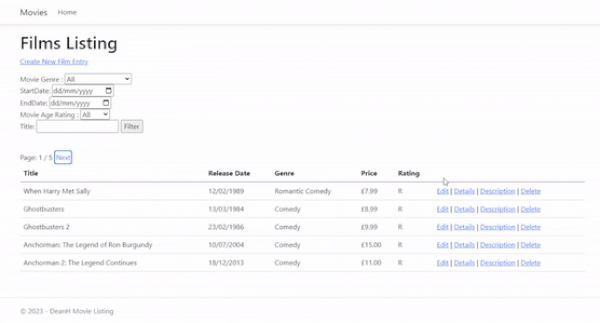 Movies Home
Films Listing
Create New Film Entry
Movie Genre : All
StartDate: dd/mm/yyyy
EndDate: dd/mm/yyyy
Movie Age Rating : All
Title: Filter
Page: 1 / 5 Next
Title Release Date Genre Price Rating
When Harry Met Sally 12/02/1989 Romantic Comedy £7.99 R Edit | Details | Description | Delete
Ghostbusters 13/03/1984 Comedy £8.99 R Edit | Details | Description | Delete
Ghostbusters 2 23/02/1986 Comedy £9.99 R Edit | Details | Description | Delete
Anchorman: The Legend of Ron Burgundy 10/07/2004 Comedy £15.00 R Edit | Details | Description | Delete
Anchorman 2: The Legend Continues 18/12/2013 Comedy £11.00 R Edit | Details | Description | Delete
© 2023 - DeanH Movie Listing